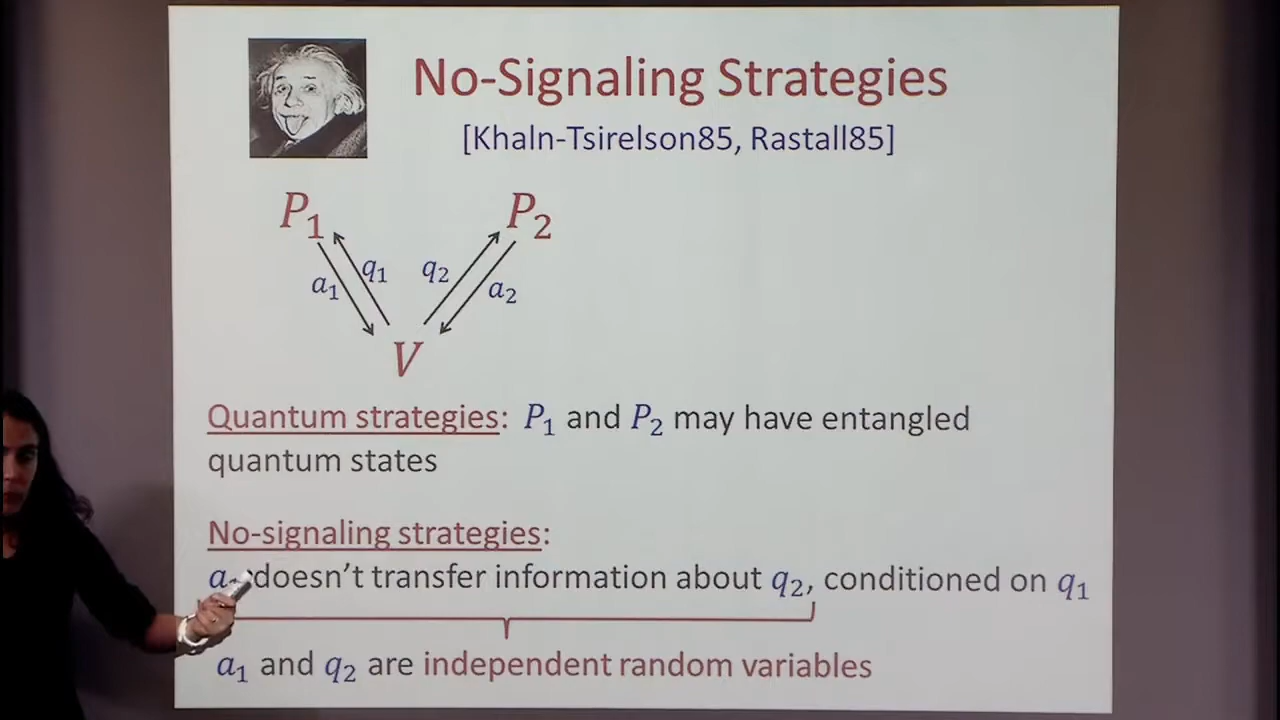 No-Signaling Strategies
[Khaln-Tsirelson85, Rastall85]
P₁ P₂
a₁ q₁ q₂ a₂
V
Quantum strategies: P₁ and P₂ may have entangled
quantum states
No-signaling strategies:
doesn't transfer information about q₂, conditioned on q₁
a₁ and q₂ are independent random variables